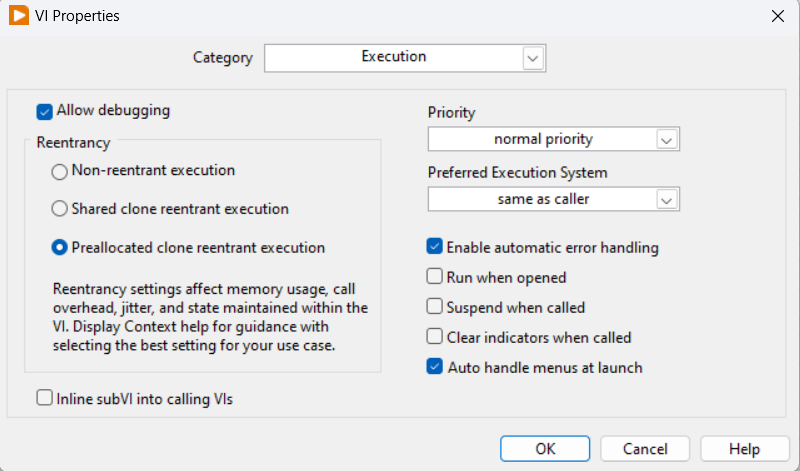 VI Properties
Category
Execution
Allow debugging
Reentrancy
Non-reentrant execution
Shared clone reentrant execution
Preallocated clone reentrant execution
Reentrancy settings affect memory usage, call
overhead, jitter, and state maintained within the
VI. Display Context help for guidance with
selecting the best setting for your use case.
Inline subVI into calling VIs
Priority
normal priority
Preferred Execution System
same as caller
Enable automatic error handling
Run when opened
Suspend when called
Clear indicators when called
Auto handle menus at launch
OK
Cancel
Help